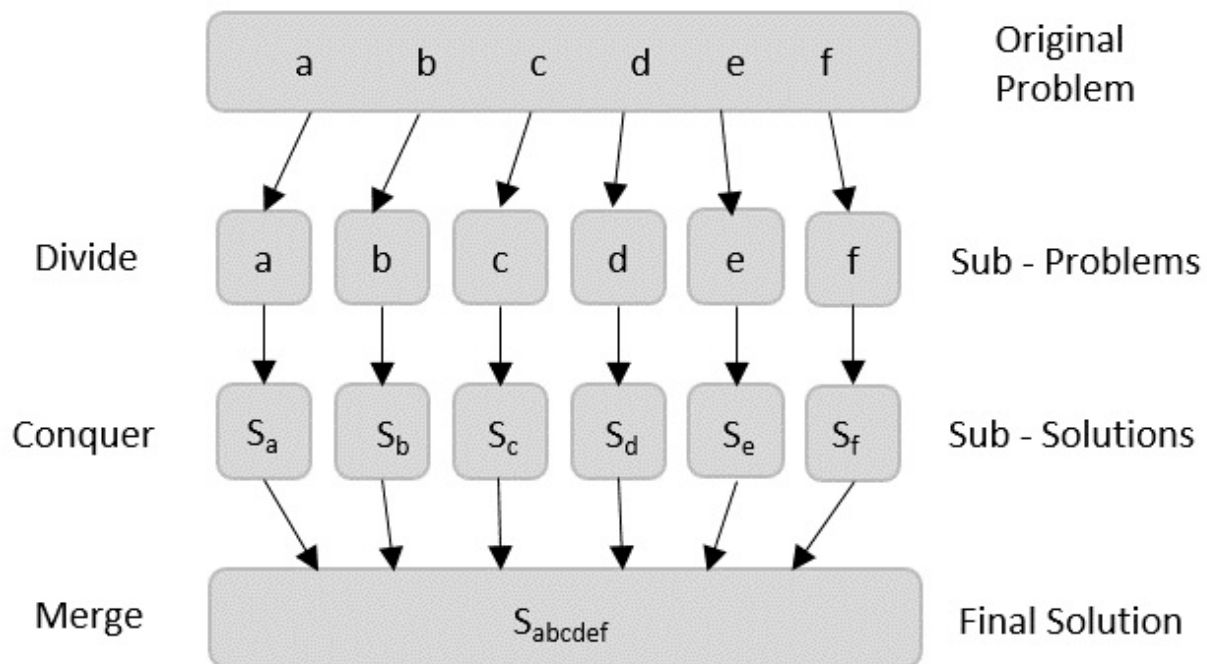 a b c d e f
Original
Problem
Divide
a b c d e f
Sub - Problems
Conquer
Sa Sb Sc Sd Se Sf
Sub - Solutions
Merge
Sabcdef
Final Solution